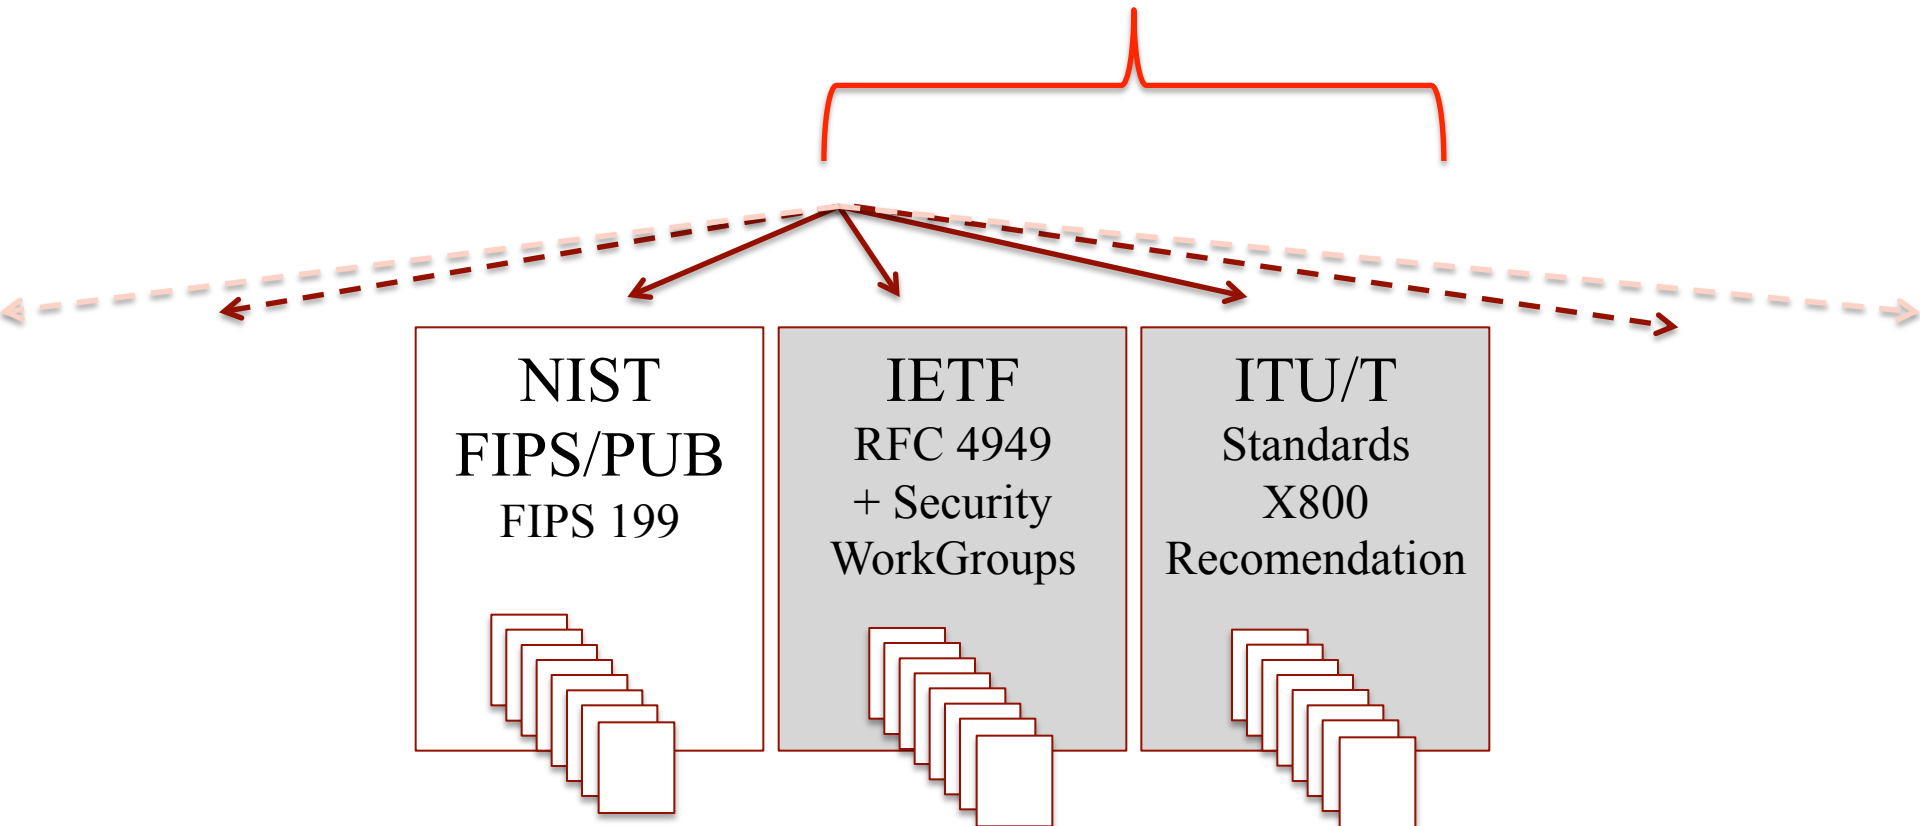 NIST
FIPS/PUB
FIPS 199
IETF
RFC 4949
+ Security
WorkGroups
ITU/T
Standards
X800
Recomendation